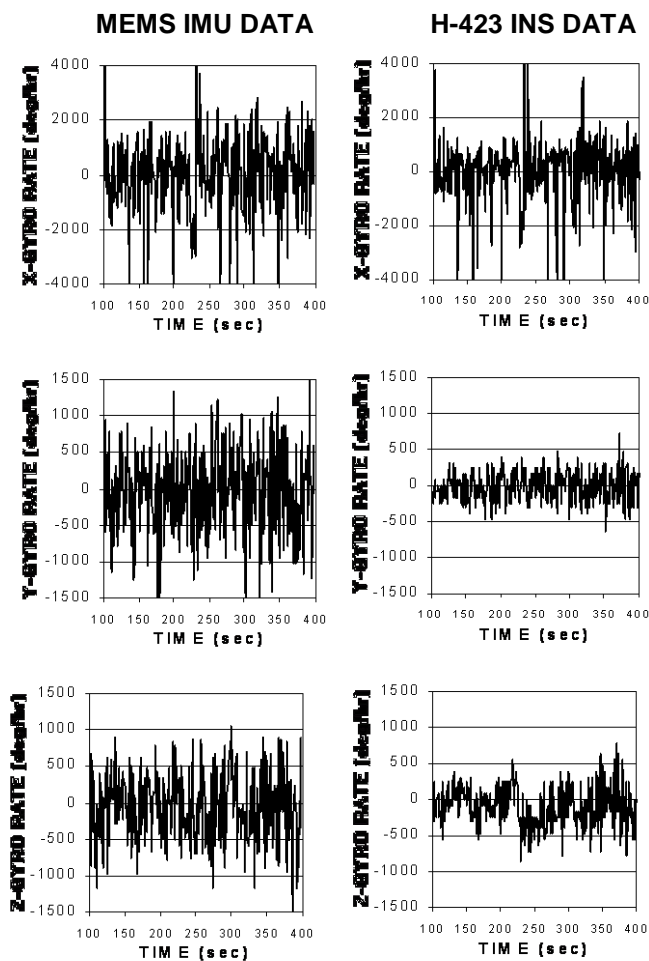 MEMS IMU DATA
H-423 INS DATA
X-GYRO RATE [deg/hr]
4000
2000
0
-2000
-4000
100 150 200 250 300 350 400
TIME (sec)
X-GYRO RATE [deg/hr]
4000
2000
0
-2000
-4000
100 150 200 250 300 350 400
TIME (sec)
Y-GYRO RATE [deg/hr]
1500
1000
500
0
-500
-1000
-1500
100 150 200 250 300 350 400
TIME (sec)
Y-GYRO RATE [deg/hr]
1500
1000
500
0
-500
-1000
-1500
100 150 200 250 300 350 400
TIME (sec)
Z-GYRO RATE [deg/hr]
1500
1000
500
0
-500
-1000
-1500
100 150 200 250 300 350 400
TIME (sec)
Z-GYRO RATE [deg/hr]
1500
1000
500
0
-500
-1000
-1500
100 150 200 250 300 350 400
TIME (sec)